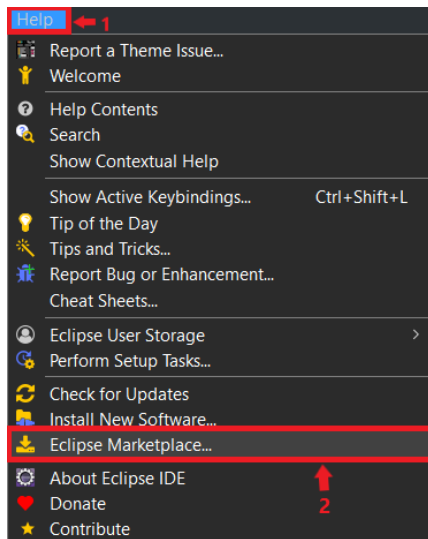 Help 1
Report a Theme Issue...
Welcome
Help Contents
Search
Show Contextual Help
Show Active Keybindings... Ctrl+Shift+L
Tip of the Day
Tips and Tricks...
Report Bug or Enhancement...
Cheat Sheets...
Eclipse User Storage
Perform Setup Tasks...
Check for Updates
Install New Software...
Eclipse Marketplace...
About Eclipse IDE
Donate 2
Contribute